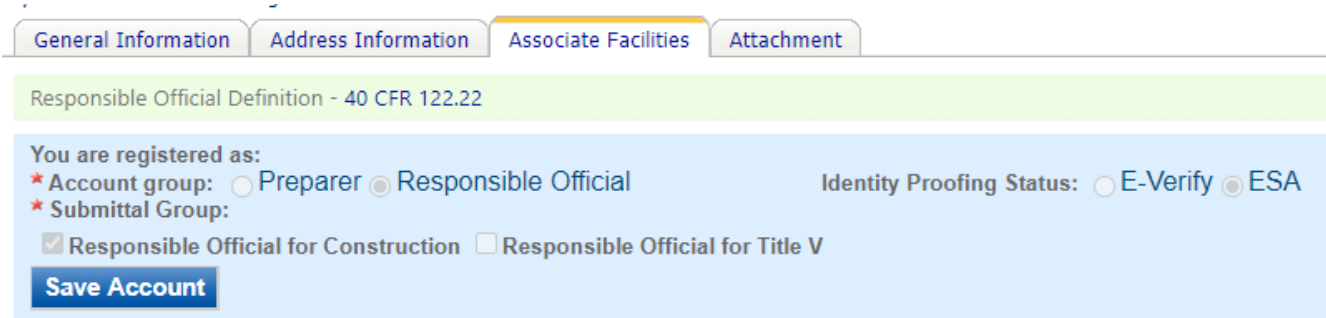 General Information Address Information Associate Facilities Attachment
Responsible Official Definition - 40 CFR 122.22
You are registered as:
* Account group: Preparer Responsible Official Identity Proofing Status: E-Verify ESA
* Submittal Group:
Responsible Official for Construction Responsible Official for Title V
Save Account